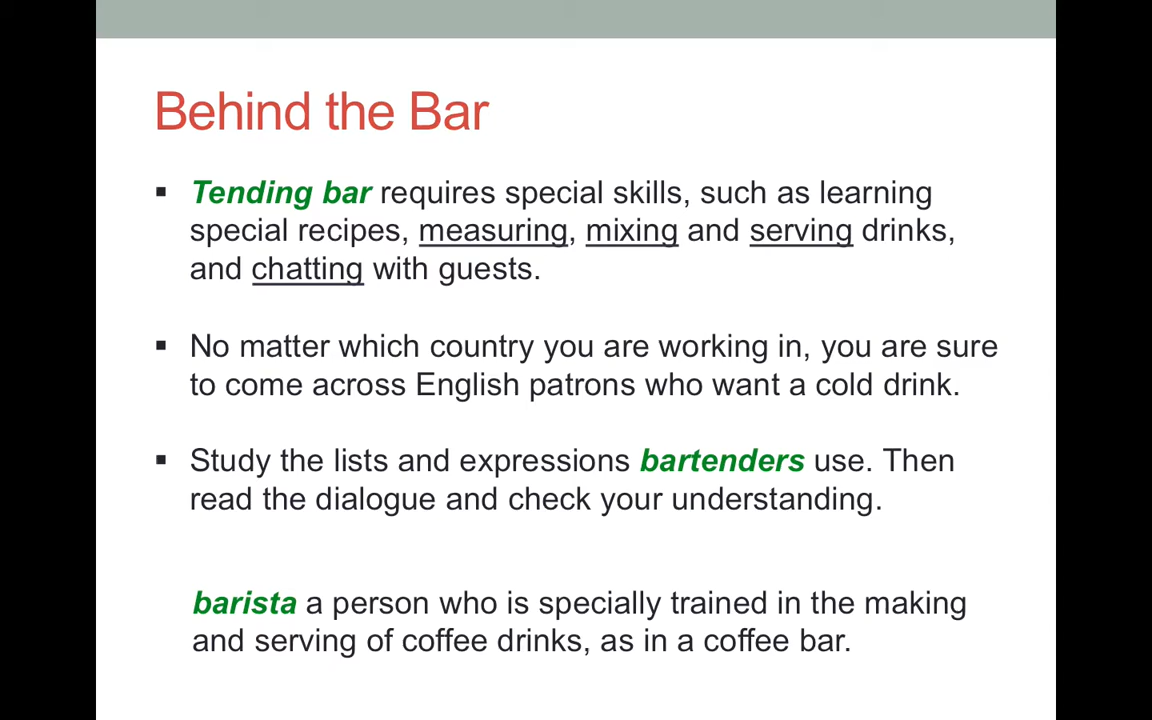 Behind the Bar
▪ Tending bar requires special skills, such as learning
special recipes, measuring, mixing and serving drinks,
and chatting with guests.
▪ No matter which country you are working in, you are sure
to come across English patrons who want a cold drink.
▪ Study the lists and expressions bartenders use. Then
read the dialogue and check your understanding.
barista a person who is specially trained in the making
and serving of coffee drinks, as in a coffee bar.